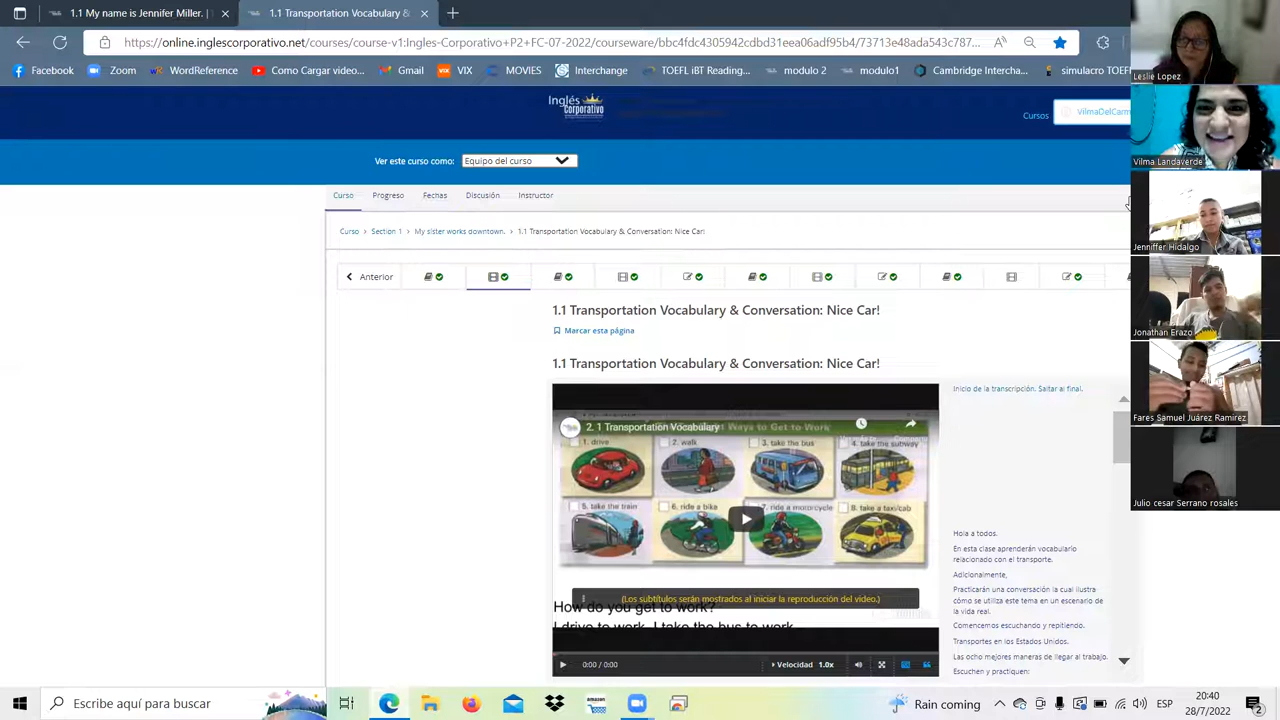 1.1 My name is Jennifer Miller. |
1.1 Transportation Vocabulary &
https://online.inglescorporativo.net/courses/course-v1:Ingles-Corporativo+P2+FC-07-2022/courseware/bbc4fdc4305942cdbd31eea06adf95b4/73713e48ada543c787...
Facebook
Zoom
WordReference
Como Cargar video...
Gmail
VIX
MOVIES
Interchange
TOEFL iBT Reading...
modulo 2
modulo1
Cambridge Intercha...
simulacro TOEFL
Leslie Lopez
Inglés
Corporativo
Cursos
VilmaDelCarm
Ver este curso como:
Equipo del curso
Vilma Landaverde
Curso
Progreso
Fechas
Discusión
Instructor
Curso > Section 1 > My sister works downtown. > 1.1 Transportation Vocabulary & Conversation: Nice Car!
Jenniffer Hidalgo
Anterior
1.1 Transportation Vocabulary & Conversation: Nice Car!
Marcar esta página
Jonathan Erazo
1.1 Transportation Vocabulary & Conversation: Nice Car!
Inicio de la transcripción. Saltar al final.
Fares Samuel Juárez Ramírez
2. 1 Transportation Vocabulary
Ways to Get to Work
1. drive
2. walk
3. take the bus
4. take the subway
5. take the train
6. ride a bike
7. ride a motorcycle
8. take a taxi/cab
Julio cesar Serrano rosales
Hola a todos.
En esta clase aprenderán vocabulario
relacionado con el transporte.
Adicionalmente,
Practicarán una conversación la cual ilustra
cómo se utiliza este tema en un escenario de
la vida real.
Comencemos escuchando y repitiendo.
Transportes en los Estados Unidos.
Las ocho mejores maneras de llegar al trabajo.
Escuchen y practiquen:
(Los subtítulos serán mostrados al iniciar la reproducción del video.)
How do you get to work?
I drive to work. I take the bus to work.
0:00 / 0:00
Velocidad 1.0x
Escribe aquí para buscar
amazon
Rain coming
ESP
20:40
28/7/2022
2